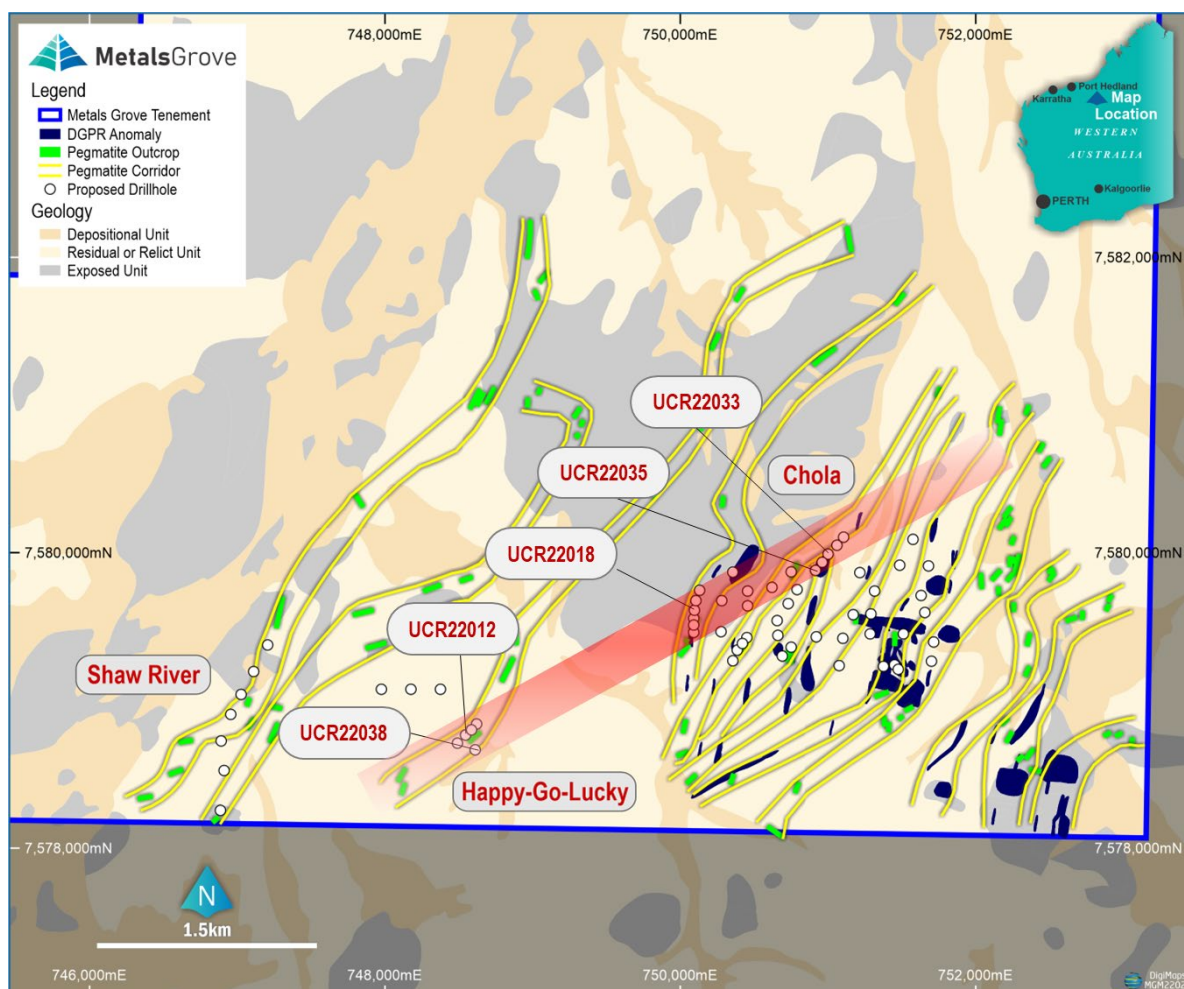 748,000mE
750,000mE
752,000mE
MetalsGrove
Legend
Metals Grove Tenement
DGPR Anomaly
Pegmatite Outcrop
Pegmatite Corridor
Proposed Drillhole
Geology
Depositional Unit
Residual or Relict Unit
Exposed Unit
Port Hedland
Karratha
Map
Location
WESTERN
AUSTRALIA
Kalgoorlie
PERTH
7,582,000mN
UCR22033
UCR22035
Chola
7,580,000mN
UCR22018
7,580,000mN
UCR22012
Shaw River
UCR22038
Happy-Go-Lucky
7,578,000mN
7,578,000mN
N
1.5km
746,000mE
748,000mE
750,000mE
752,000mE
DigiMaps